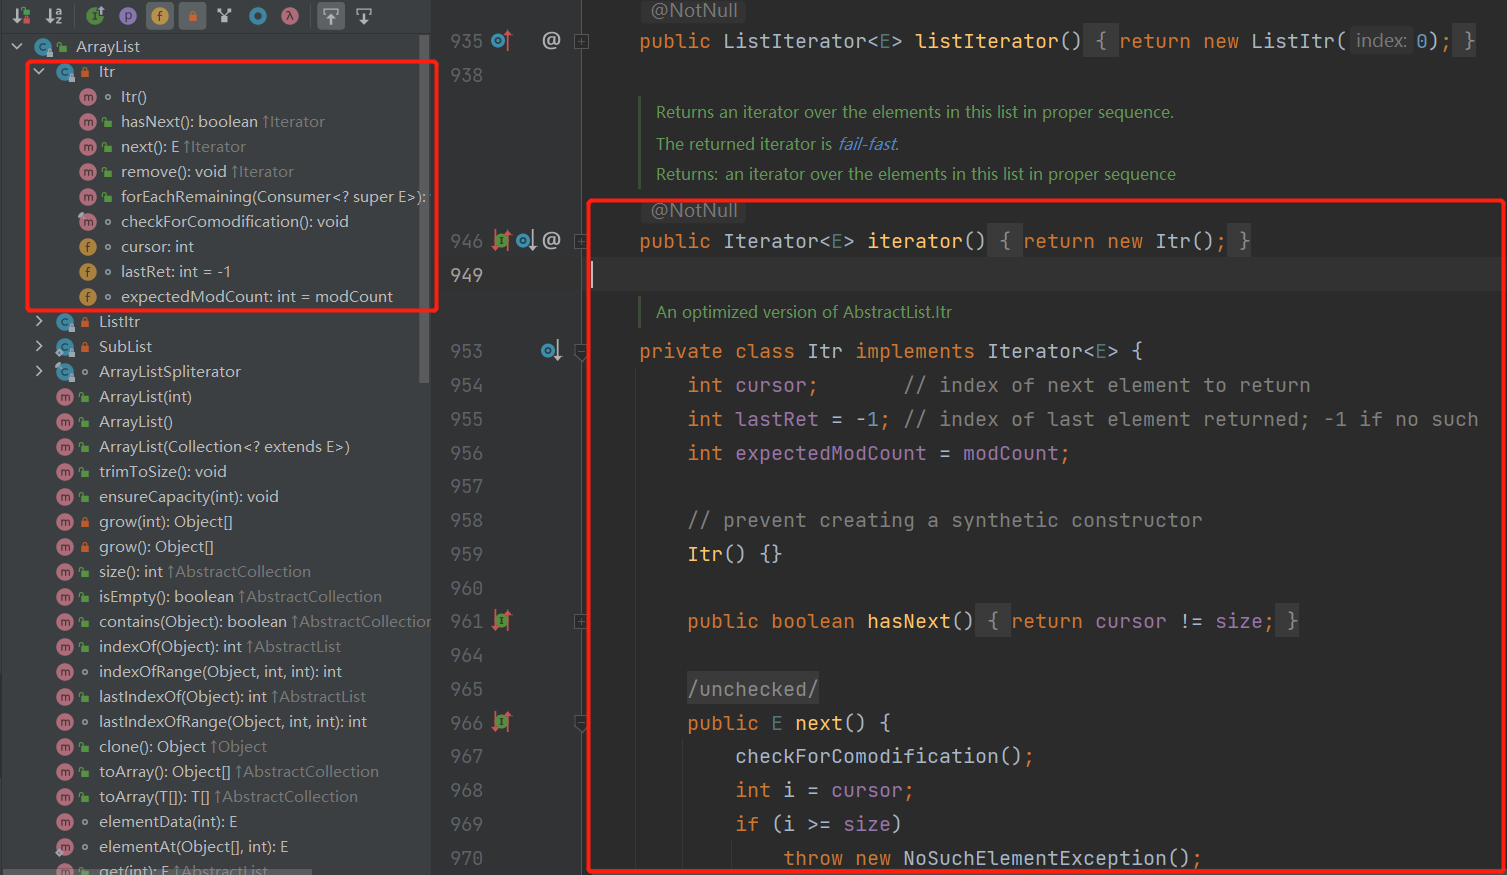 ArrayList
Itr
Itr()
hasNext(): boolean ↑Iterator
next(): E ↑Iterator
remove(): void ↑Iterator
forEachRemaining(Consumer<? super E>):
checkForComodification(): void
cursor: int
lastRet: int = -1
expectedModCount: int = modCount
ListItr
SubList
ArrayListSpliterator
ArrayList(int)
ArrayList()
ArrayList(Collection<? extends E>)
trimToSize(): void
ensureCapacity(int): void
grow(int): Object[]
grow(): Object[]
size(): int ↑AbstractCollection
isEmpty(): boolean ↑AbstractCollection
contains(Object): boolean ↑AbstractCollection
indexOf(Object): int ↑AbstractList
indexOfRange(Object, int, int): int
lastIndexOf(Object): int ↑AbstractList
lastIndexOfRange(Object, int, int): int
clone(): Object ↑Object
toArray(): Object[] ↑AbstractCollection
toArray(T[]): T[] ↑AbstractCollection
elementData(int): E
elementAt(Object[], int): E
get(int): E ↑AbstractList
@NotNull
935 @ public ListIterator<E> listIterator() { return new ListItr( index: 0); }
938
Returns an iterator over the elements in this list in proper sequence.
The returned iterator is fail-fast.
Returns: an iterator over the elements in this list in proper sequence
@NotNull
946 @ public Iterator<E> iterator() { return new Itr(); }
949
An optimized version of AbstractList.Itr
953 private class Itr implements Iterator<E> {
954 int cursor; // index of next element to return
955 int lastRet = -1; // index of last element returned; -1 if no such
956 int expectedModCount = modCount;
957
958 // prevent creating a synthetic constructor
959 Itr() {}
960
961 public boolean hasNext() { return cursor != size; }
964
965 /unchecked/
966 public E next() {
967 checkForComodification();
968 int i = cursor;
969 if (i >= size)
970 throw new NoSuchElementException();